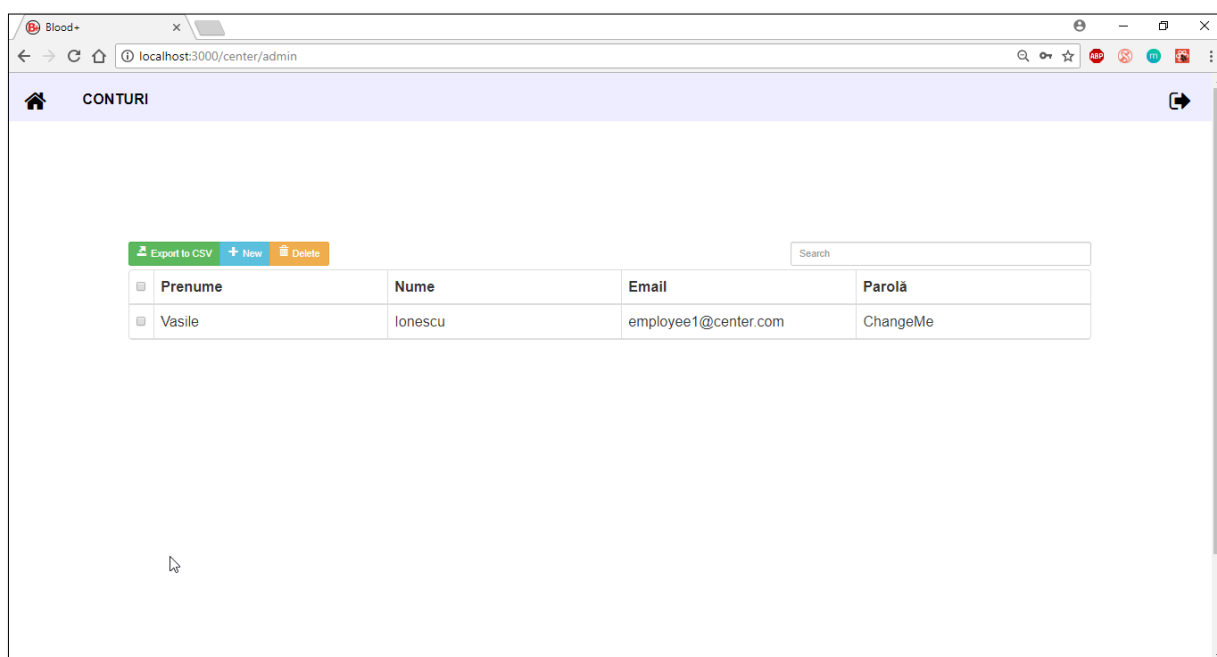 Blood+
localhost:3000/center/admin
ABP
m
CONTURI
Export to CSV + New Delete Search
Prenume Nume Email Parolă
Vasile Ionescu employee1@center.com ChangeMe